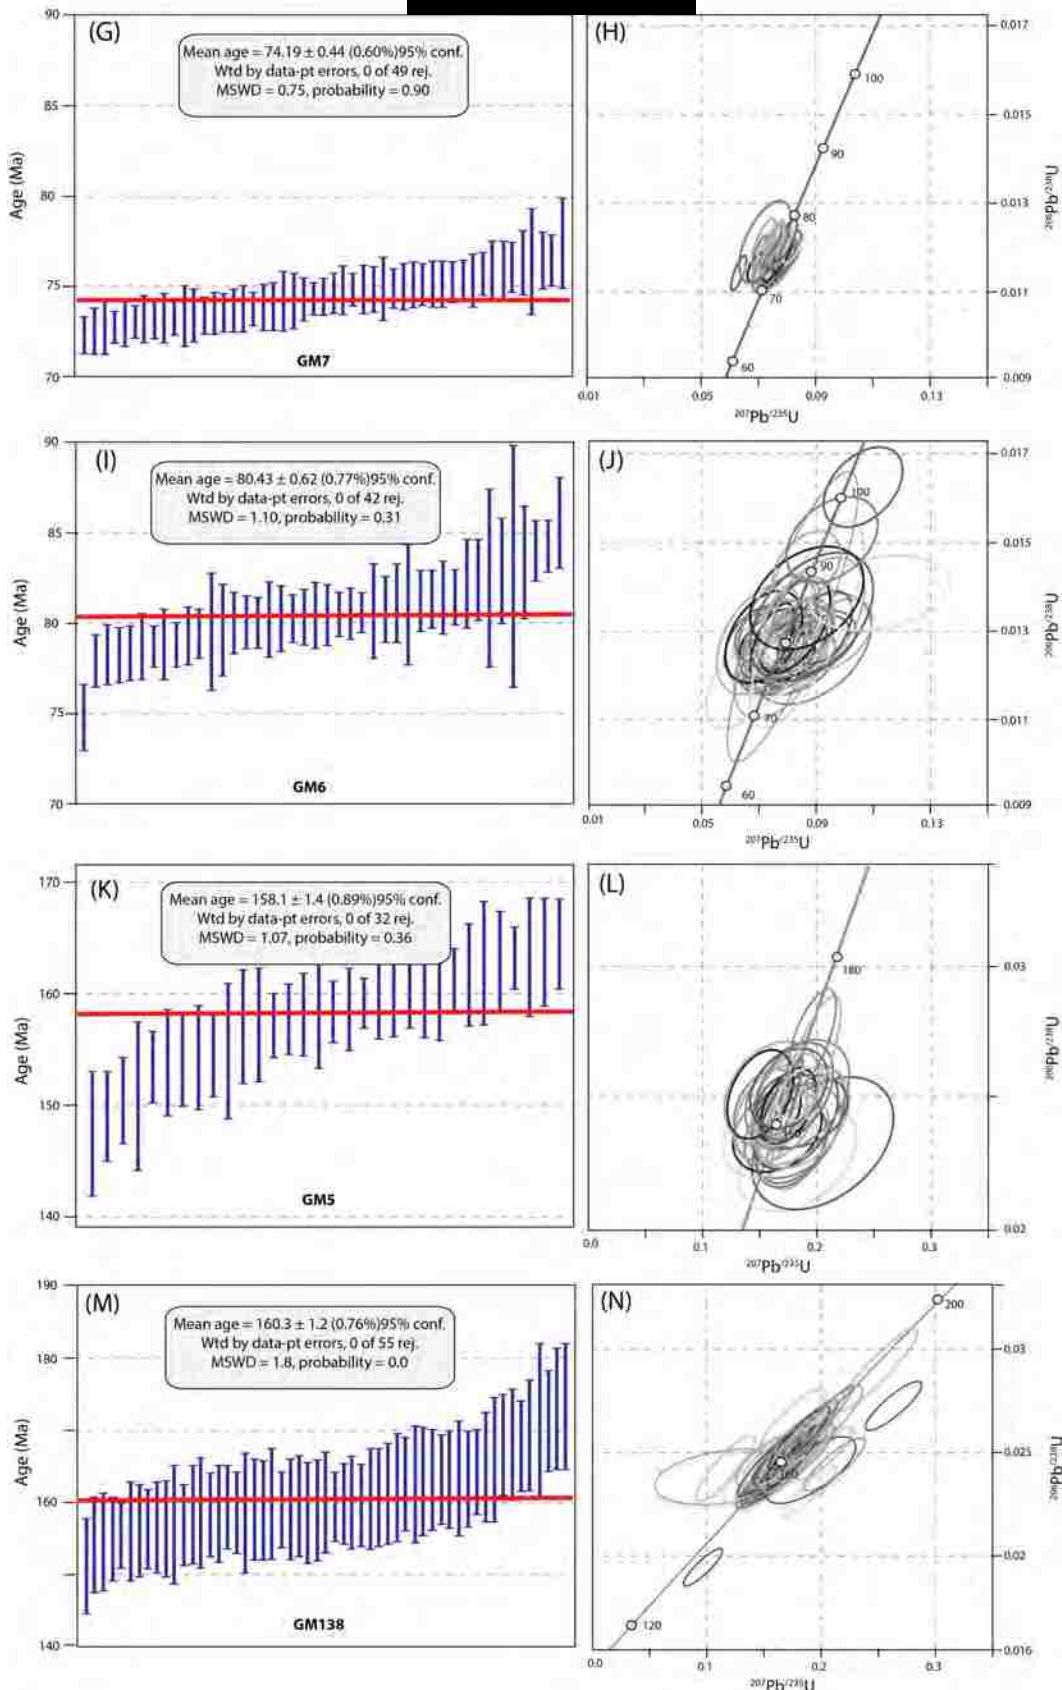 (G)
Mean age = 74.19 ± 0.44 (0.60%)95% conf.
Wtd by data-pt errors, 0 of 49 rej.
MSWD = 0.75, probability = 0.90
90
85
80
75
70
Age (Ma)
GM7
(H)
100
90
80
70
60
0.017
0.015
0.013
0.011
0.009
²⁰⁶Pb/²³⁸U
0.01
0.05
0.09
0.13
²⁰⁷Pb/²³⁵U
(I)
Mean age = 80.43 ± 0.62 (0.77%)95% conf.
Wtd by data-pt errors, 0 of 42 rej.
MSWD = 1.10, probability = 0.31
90
85
80
75
70
Age (Ma)
GM6
(J)
100
90
70
60
0.017
0.015
0.013
0.011
0.009
²⁰⁶Pb/²³⁸U
0.01
0.05
0.09
0.13
²⁰⁷Pb/²³⁵U
(K)
Mean age = 158.1 ± 1.4 (0.89%)95% conf.
Wtd by data-pt errors, 0 of 32 rej.
MSWD = 1.07, probability = 0.36
170
160
150
140
Age (Ma)
GM5
(L)
180
0.03
0.02
²⁰⁶Pb/²³⁸U
0.0
0.1
0.2
0.3
²⁰⁷Pb/²³⁵U
(M)
Mean age = 160.3 ± 1.2 (0.76%)95% conf.
Wtd by data-pt errors, 0 of 55 rej.
MSWD = 1.8, probability = 0.0
190
180
160
140
Age (Ma)
GM138
(N)
200
160
120
0.03
0.025
0.02
0.016
²⁰⁶Pb/²³⁸U
0.0
0.1
0.2
0.3
²⁰⁷Pb/²³⁵U